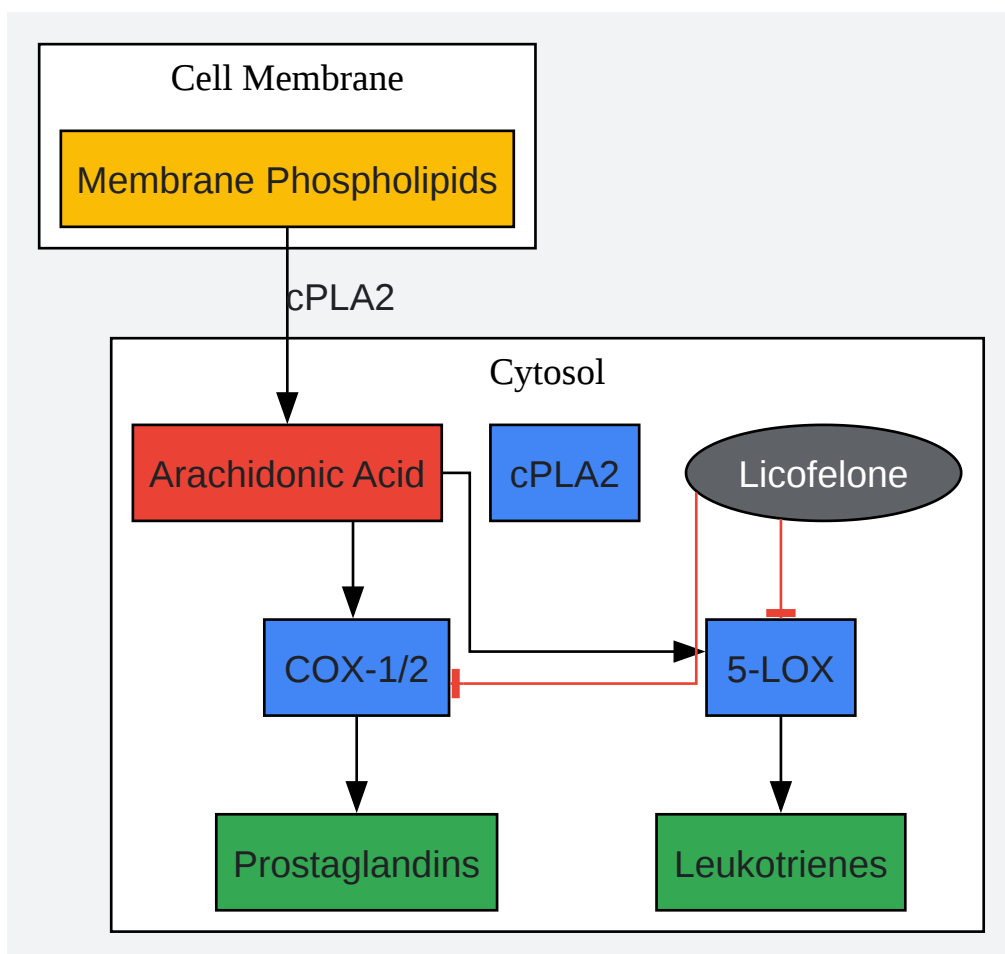 Cell Membrane
Membrane Phospholipids
cPLA2
Cytosol
Arachidonic Acid
cPLA2
Licofelone
COX-1/2
5-LOX
Prostaglandins
Leukotrienes